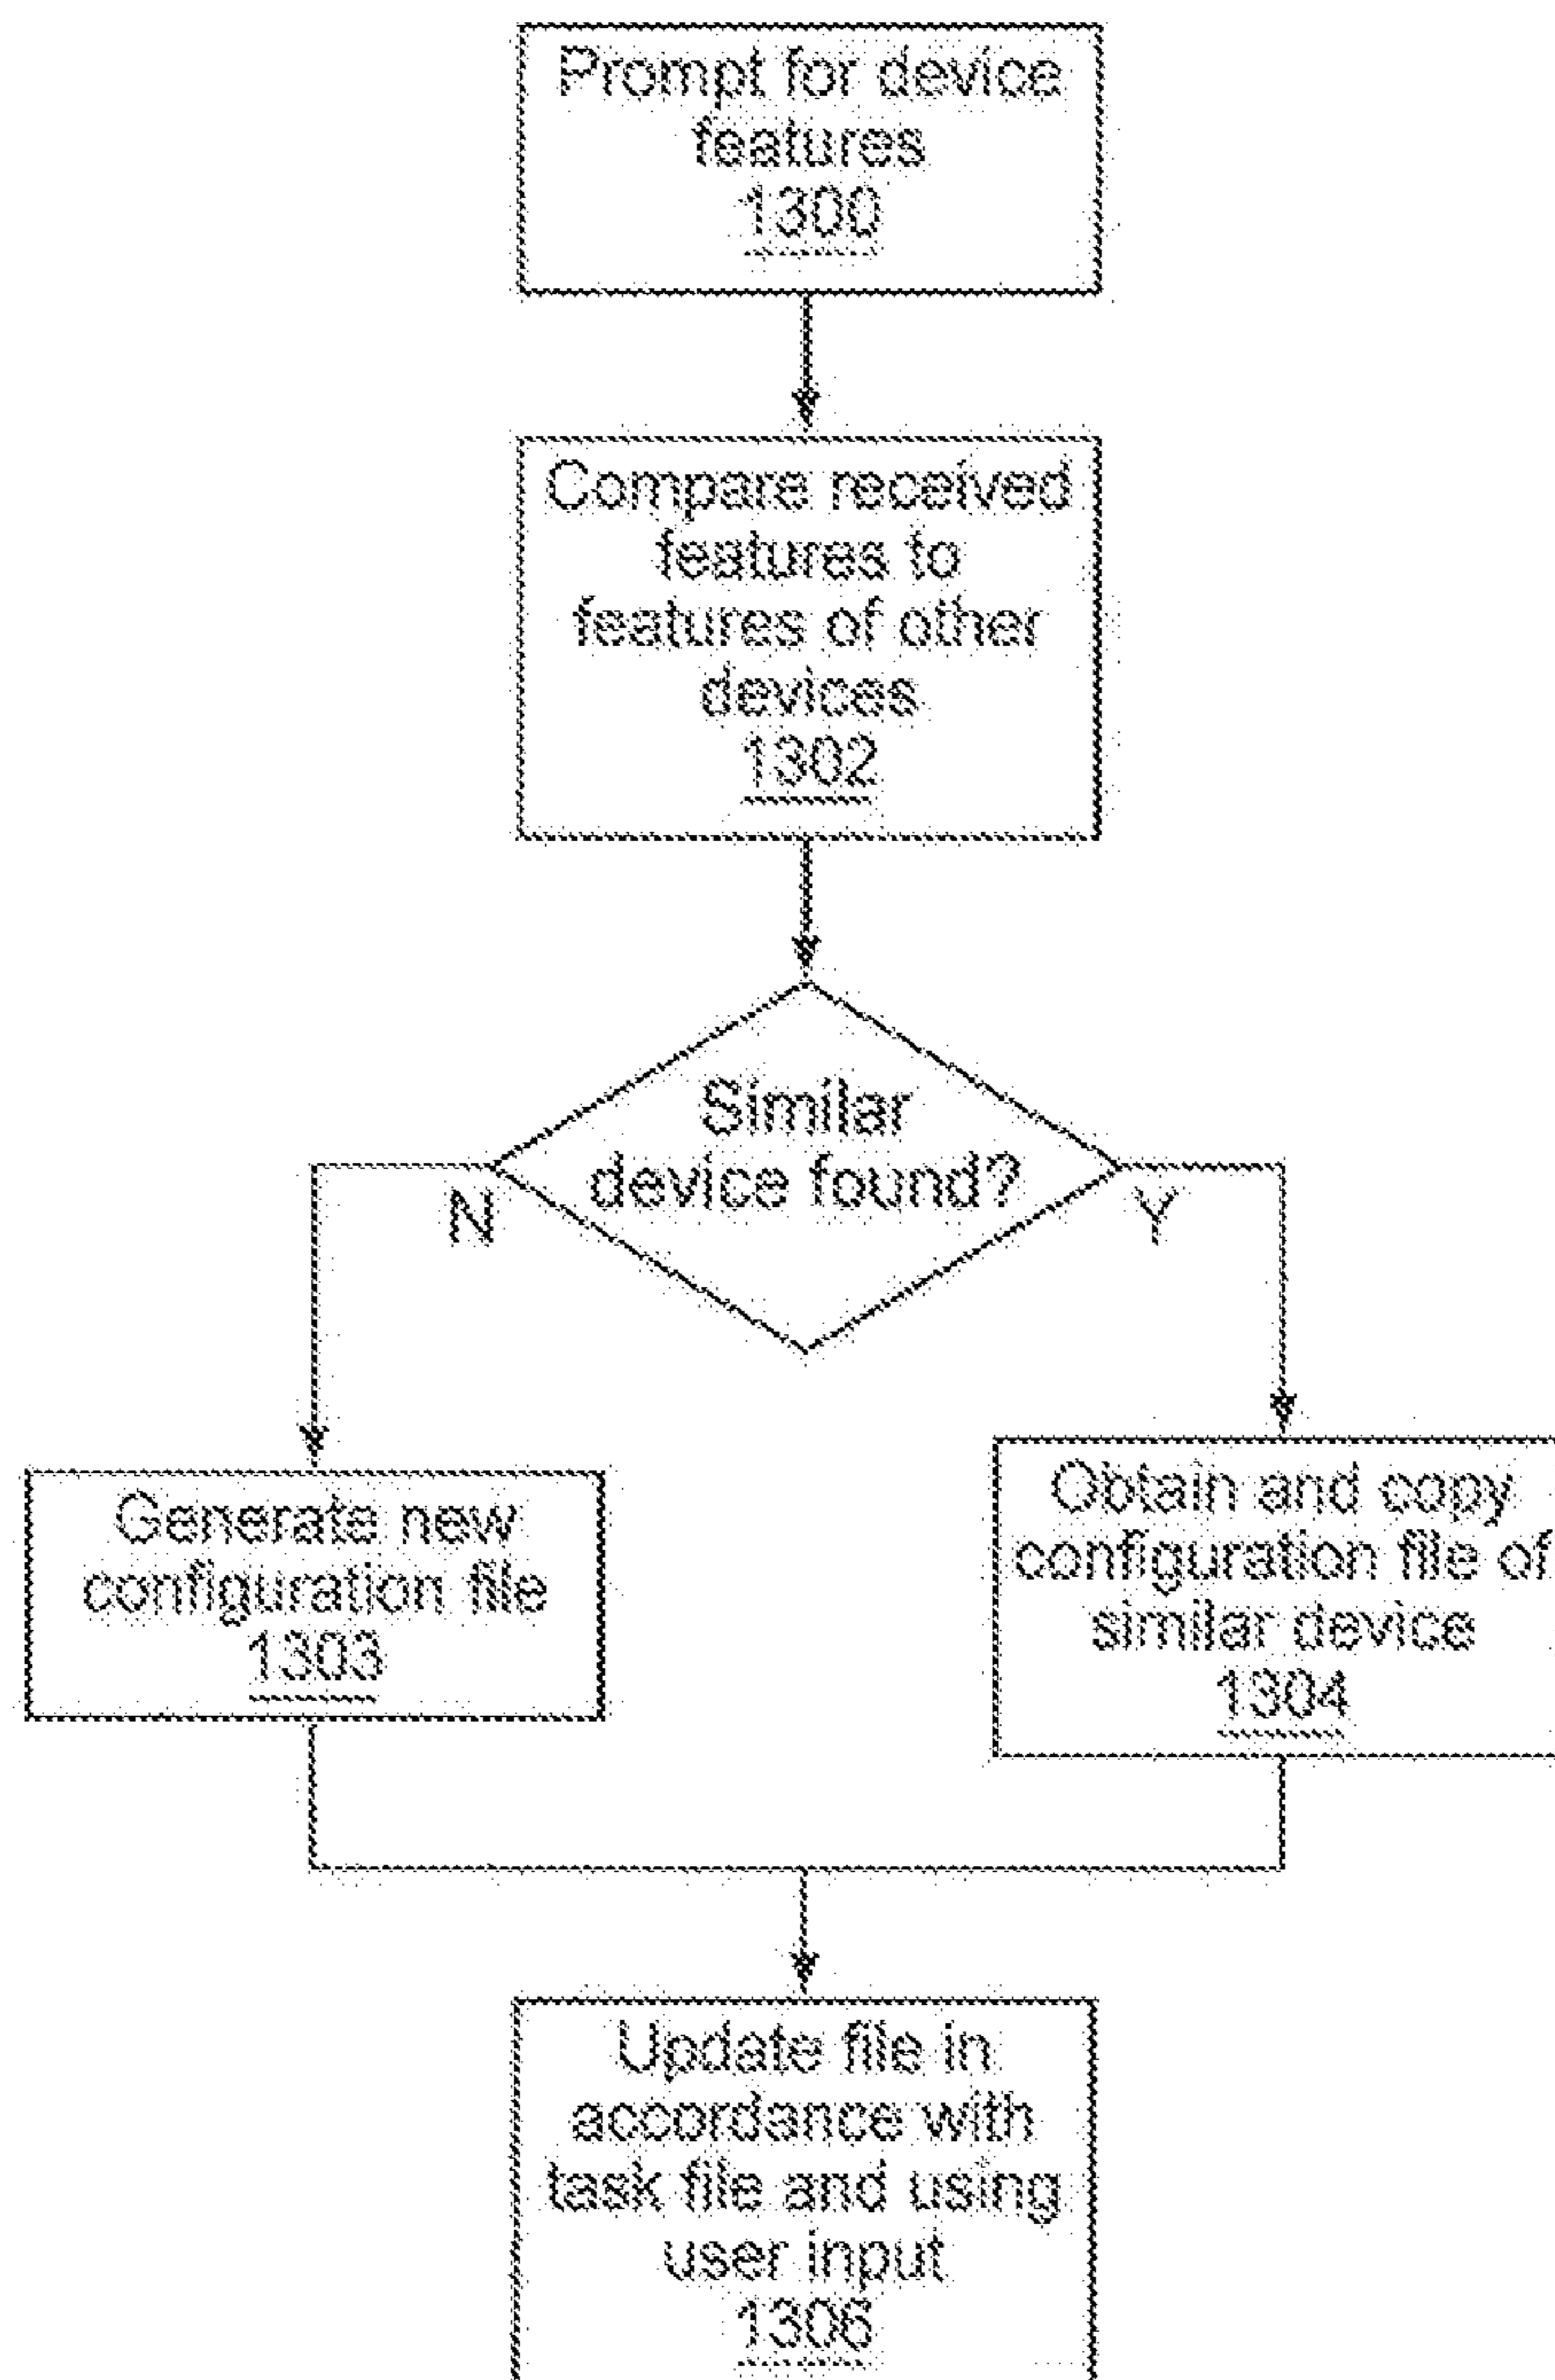 Prompt for device
features
1300
Compare received
features to
features of other
devices
1302
Similar
device found?
N
Y
Generate new
configuration file
1303
Obtain and copy
configuration file of
similar device
1304
Update file in
accordance with
task file and using
user input
1306